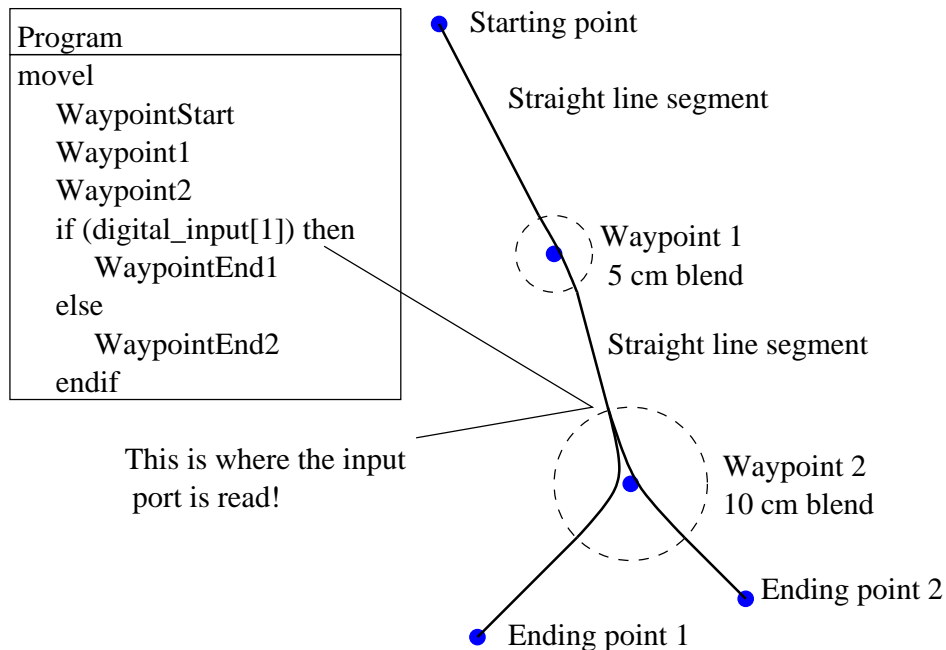 Program
movel
WaypointStart
Waypoint1
Waypoint2
if (digital_input[1]) then
WaypointEnd1
else
WaypointEnd2
endif
Starting point
Straight line segment
Waypoint 1
5 cm blend
Straight line segment
This is where the input
port is read!
Waypoint 2
10 cm blend
Ending point 2
Ending point 1